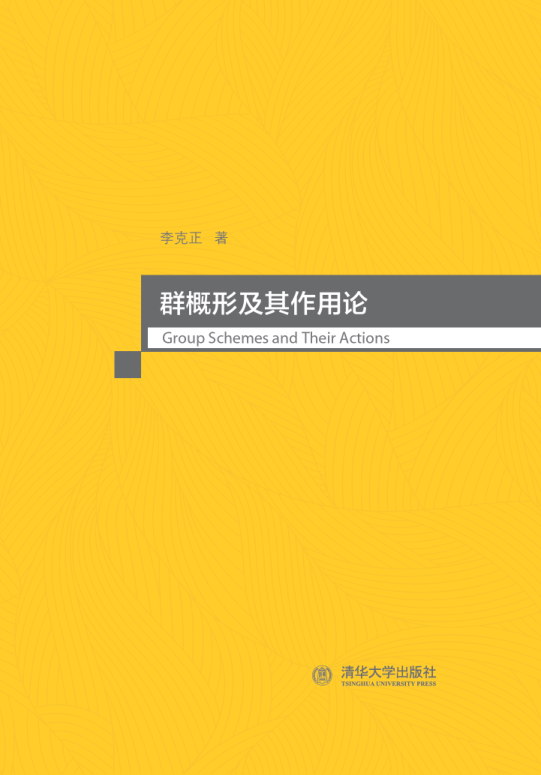 李克正 著
群概形及其作用论
Group Schemes and Their Actions
清华大学出版社
TSINGHUA UNIVERSITY PRESS